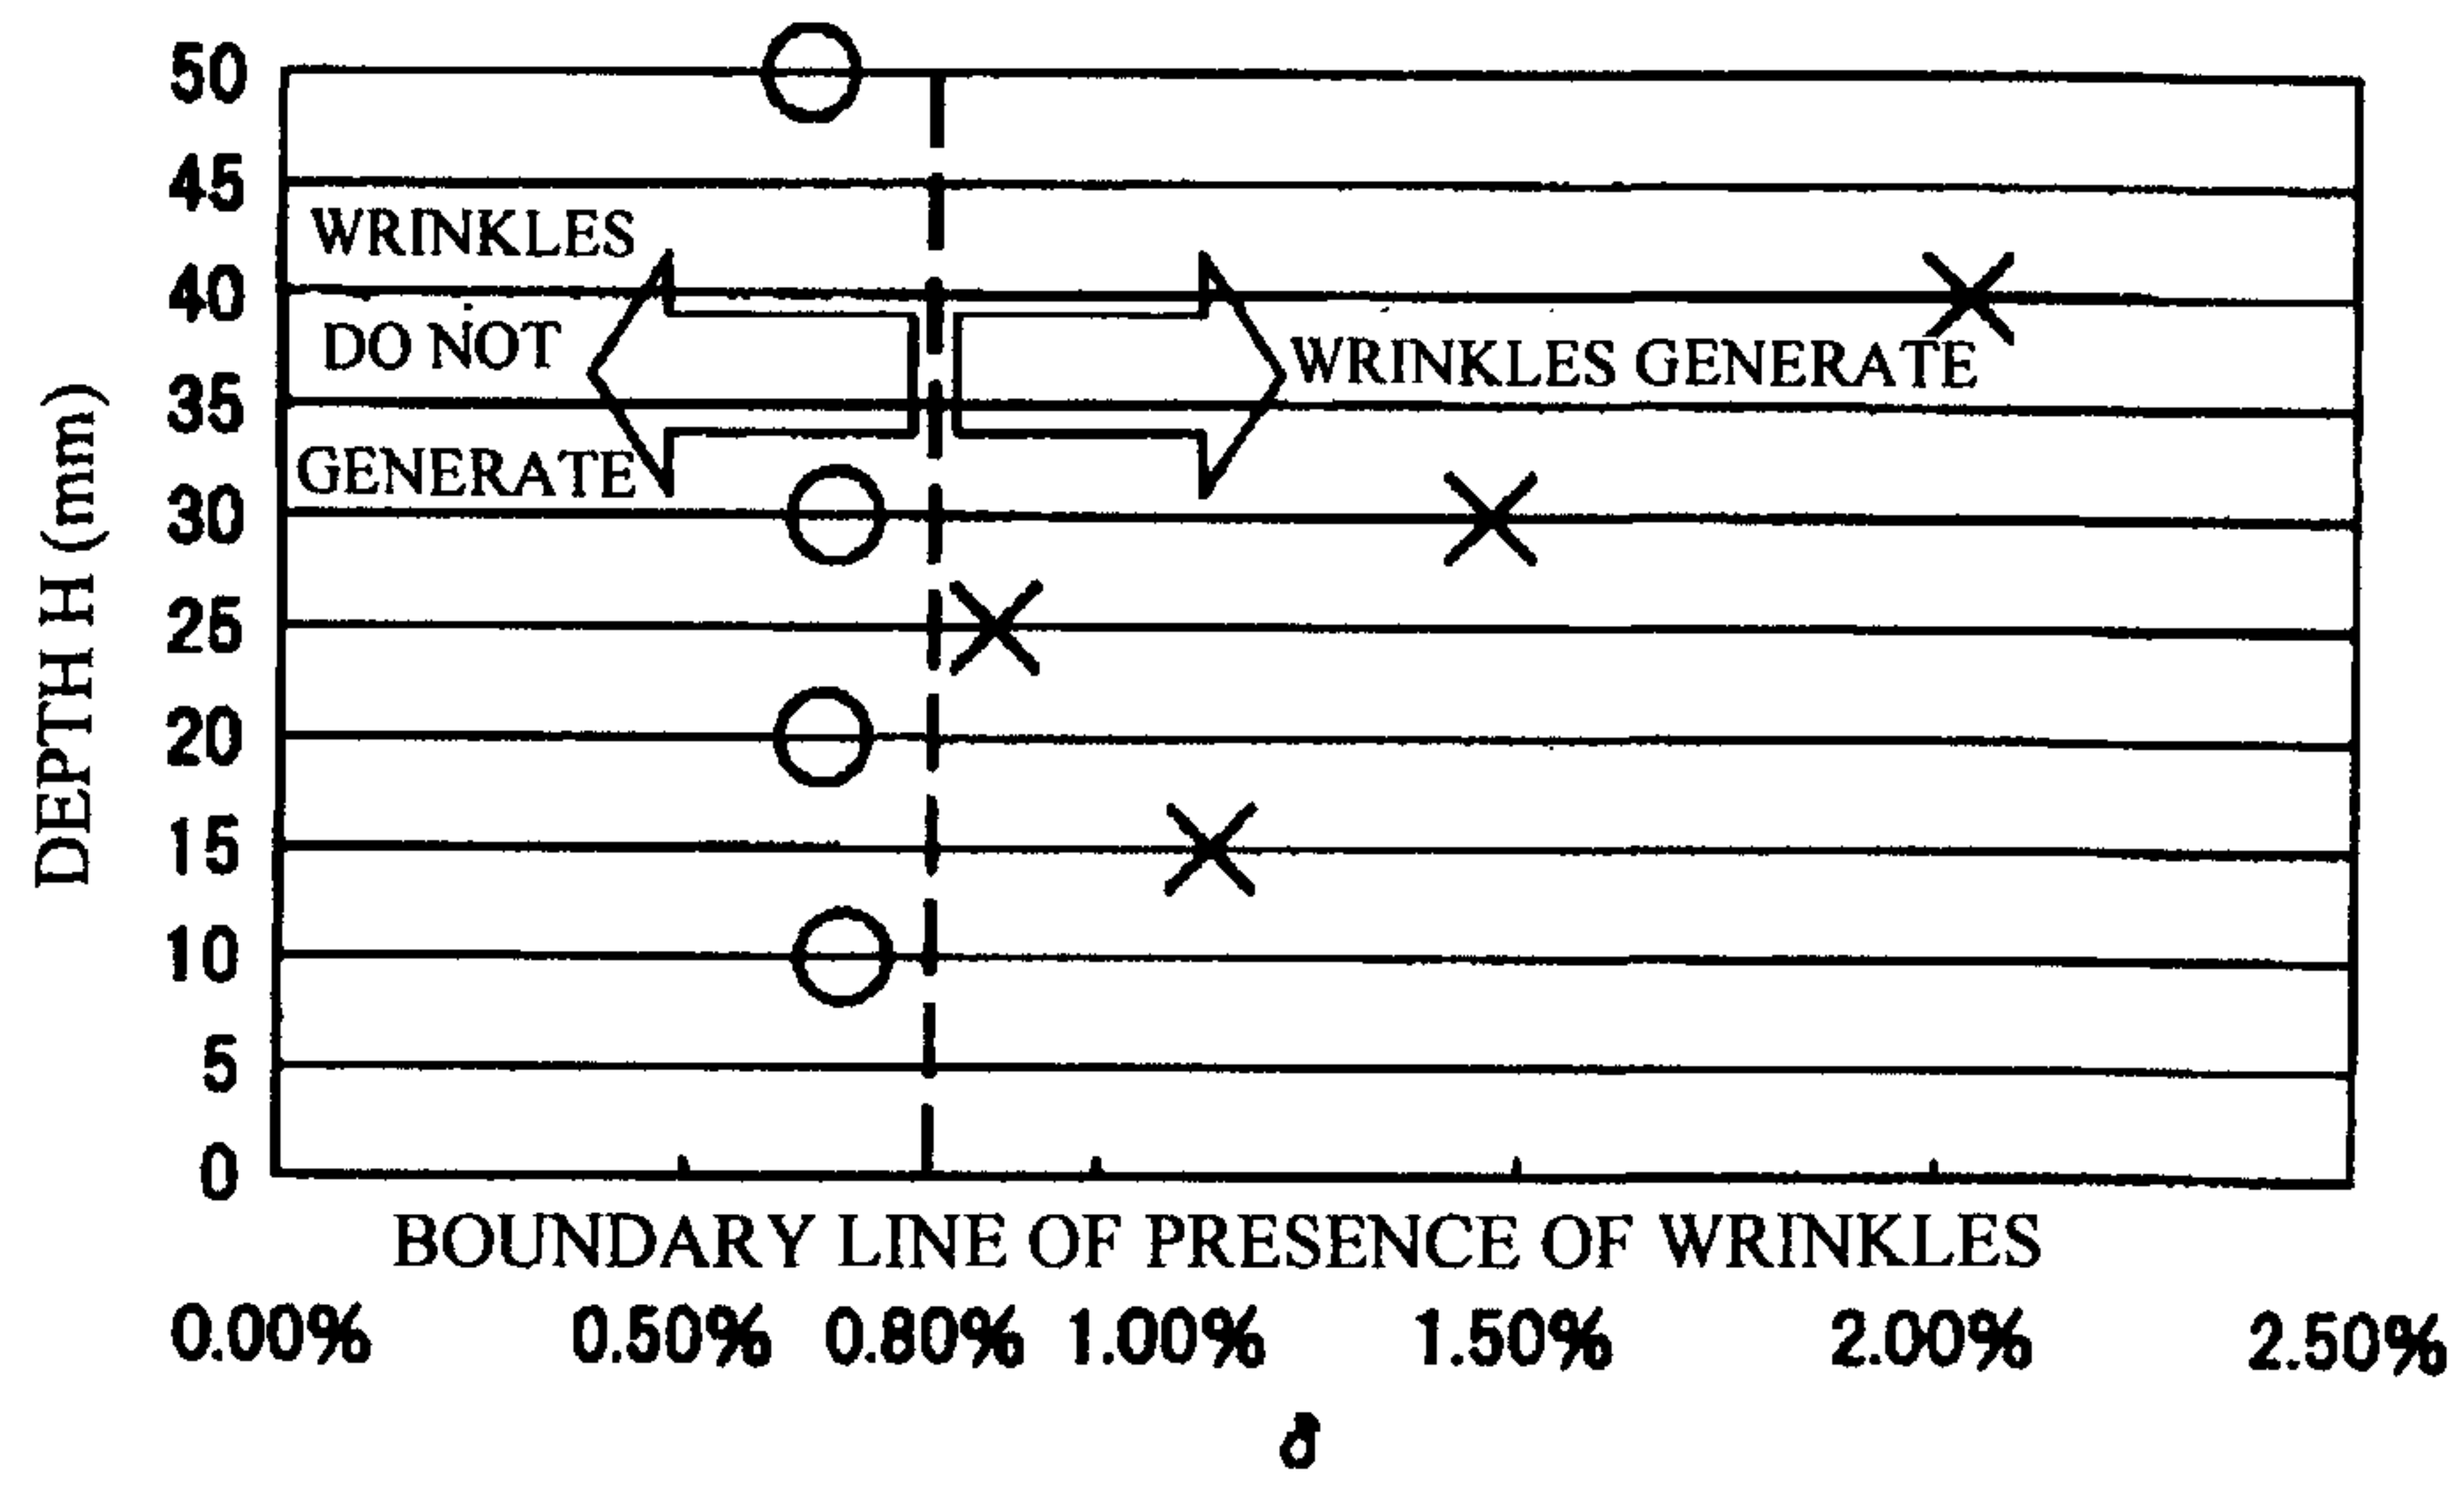 50
45
WRINKLES
40
DO NOT
WRINKLES GENERATE
35
GENERATE
30
25
20
15
10
5
0
DEPTH H (mm)
BOUNDARY LINE OF PRESENCE OF WRINKLES
0.00% 0.50% 0.80% 1.00% 1.50% 2.00% 2.50%
∂